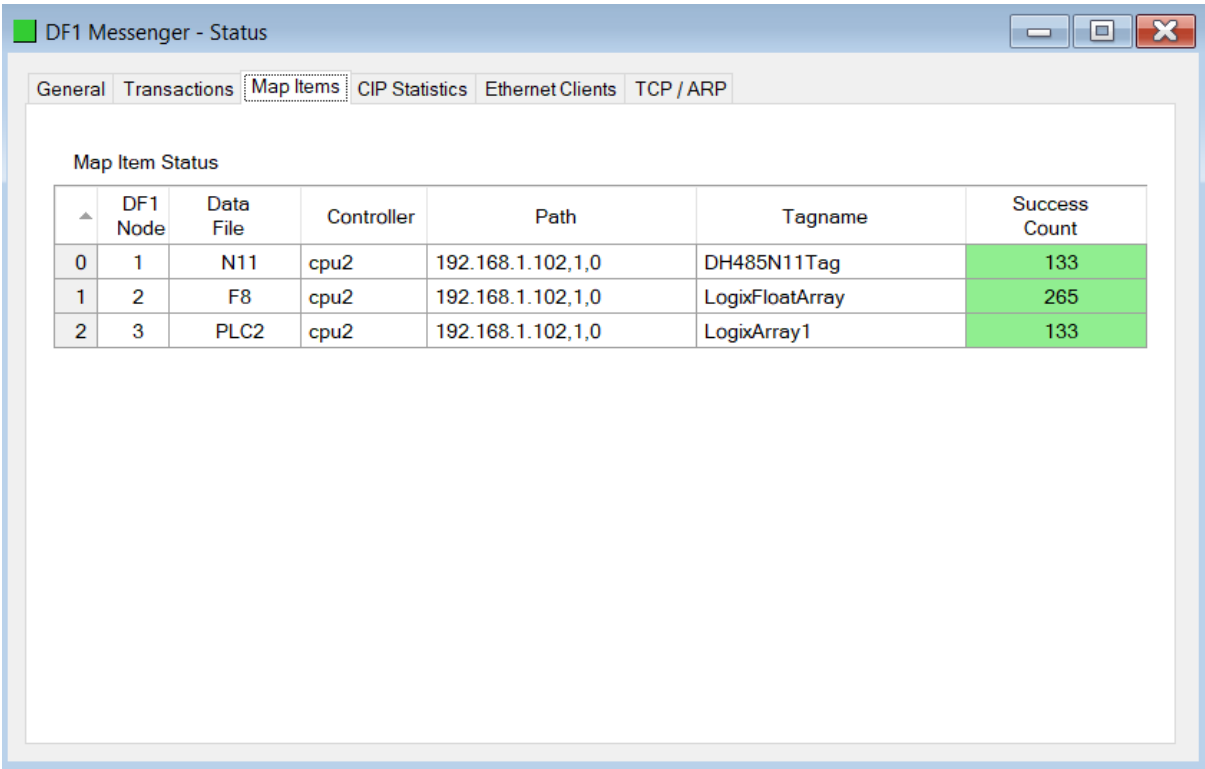 DF1 Messenger - Status
General Transactions Map Items CIP Statistics Ethernet Clients TCP / ARP
Map Item Status
DF1 Node Data File Controller Path Tagname Success Count
0 1 N11 cpu2 192.168.1.102,1,0 DH485N11Tag 133
1 2 F8 cpu2 192.168.1.102,1,0 LogixFloatArray 265
2 3 PLC2 cpu2 192.168.1.102,1,0 LogixArray1 133